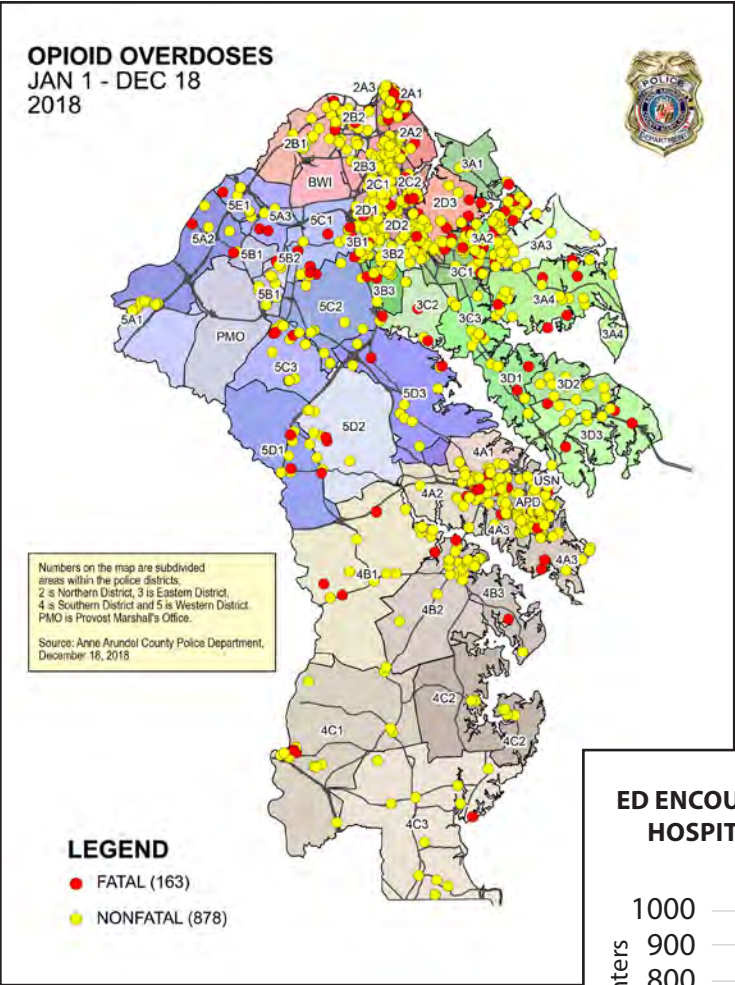 OPIOID OVERDOSES
JAN 1 - DEC 18
2018
POLICE
DEPARTMENT
2A3
2A1
2B2
2A2
2B1
2B3
3A1
BWI
2C1
2C2
2D3
5E1
5A3
5C1
2D1
2D2
5A2
3B1
3A2
3A3
5B1
5B2
3B2
3C1
5B1
3B3
3A4
5A1
5C2
3C2
3C3
PMO
3A4
5C3
3D1
3D2
5D3
5D2
3D3
5D1
4A1
USN
4A2
APD
4A3
4A3
4B1
4B3
4B2
4C2
4C1
4C2
4C3
Numbers on the map are subdivided
areas within the police districts;
2 is Northern District, 3 is Eastern District,
4 is Southern District and 5 is Western District.
PMO is Provost Marshall's Office.
Source: Anne Arundel County Police Department,
December 18, 2018
LEGEND
FATAL (163)
NONFATAL (878)
ED ENCOU
HOSPIT
1000
900
800
nters